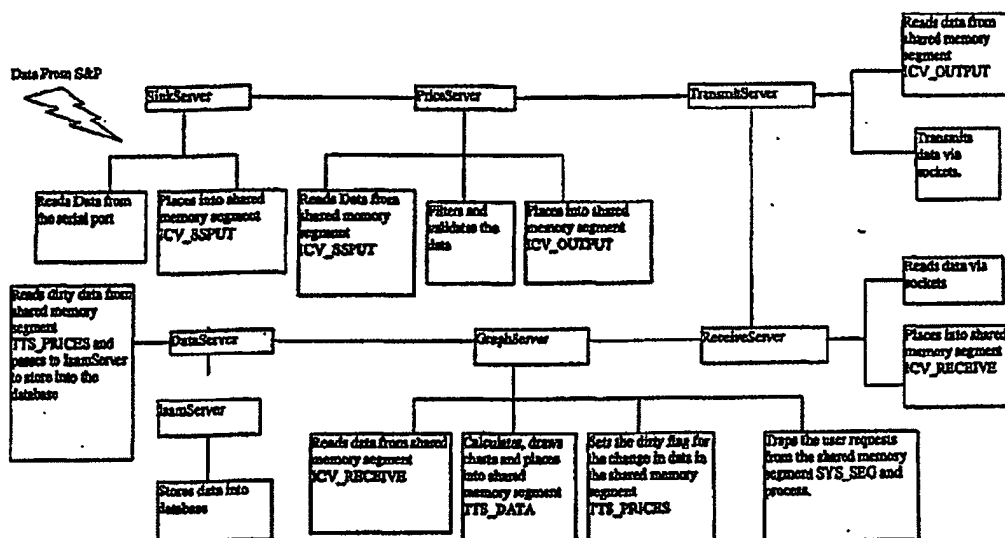 Data From S&P
SinkServer
PriceServer
TransmitServer
Reads data from
shared memory
segment
ICV_OUTPUT
Transmits
data via
sockets.
Reads Data from
the serial port
Places into shared
memory segment
ICV_SSPUT
Reads Data from
shared memory
segment
ICV_SSPUT
Filters and
validates the
data
Places into shared
memory segment
ICV_OUTPUT
Reads data via
sockets
Places into shared
memory segment
ICV_RECEIVE
Reads dirty data from
shared memory
segment
TTS_PRICES and
passes to IsamServer
to store into the
database
DataServer
GraphServer
ReceiveServer
IsamServer
Stores data into
database
Reads data from shared
memory segment
ICV_RECEIVE
Calculates, draws
charts and places
into shared
memory segment
TTS_DATA
Sets the dirty flag for
the change in data in
the shared memory
segment
TTS_PRICES
Traps the user requests
from the shared memory
segment SYS_SEG and
process.